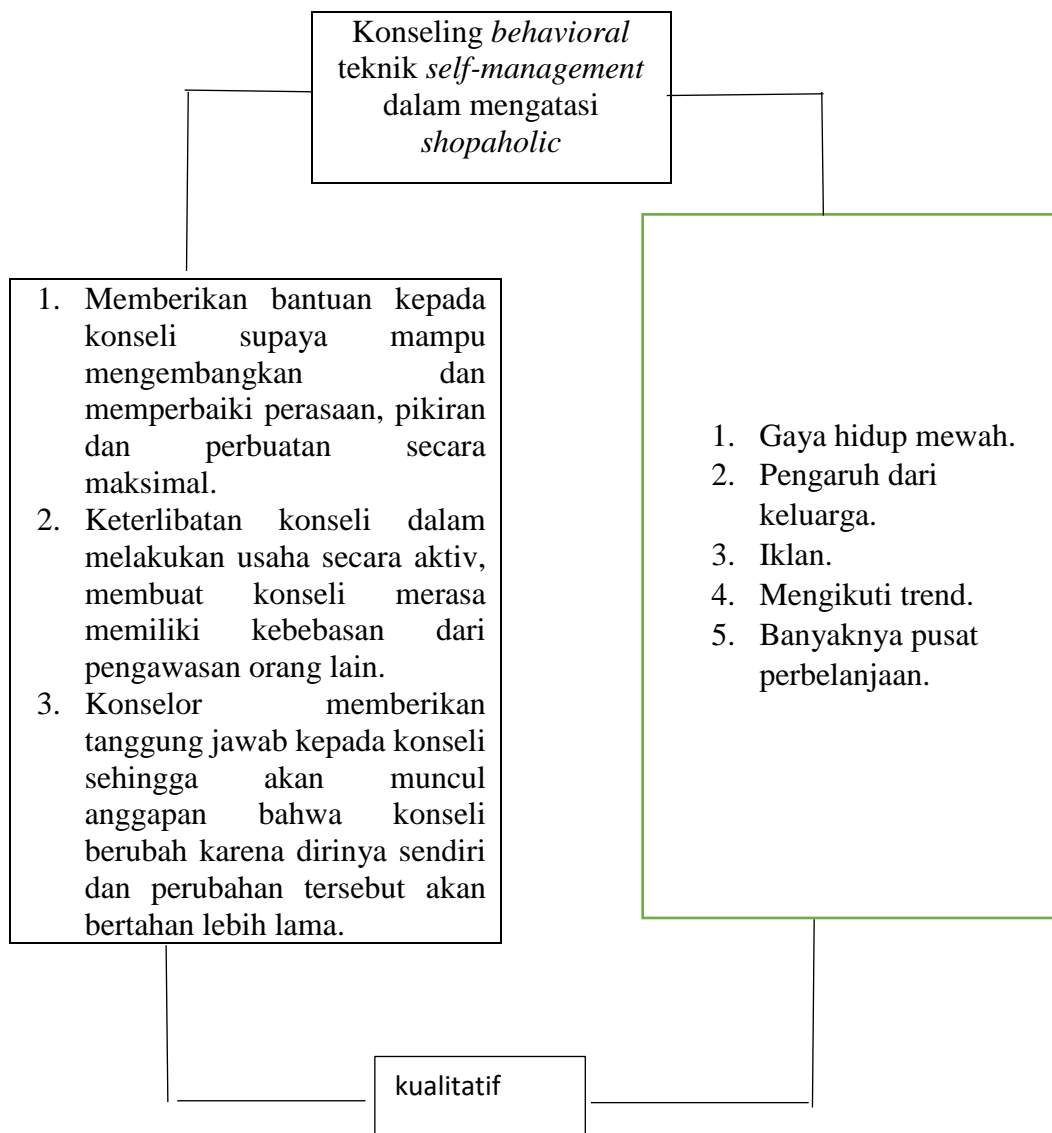 Konseling behavioral
teknik self-management
dalam mengatasi
shopaholic
1. Memberikan bantuan kepada
konseli supaya mampu
mengembangkan dan
memperbaiki perasaan, pikiran
dan perbuatan secara
maksimal.
2. Keterlibatan konseli dalam
melakukan usaha secara aktiv,
membuat konseli merasa
memiliki kebebasan dari
pengawasan orang lain.
3. Konselor memberikan
tanggung jawab kepada konseli
sehingga akan muncul
anggapan bahwa konseli
berubah karena dirinya sendiri
dan perubahan tersebut akan
bertahan lebih lama.
1. Gaya hidup mewah.
2. Pengaruh dari
keluarga.
3. Iklan.
4. Mengikuti trend.
5. Banyaknya pusat
perbelanjaan.
kualitatif